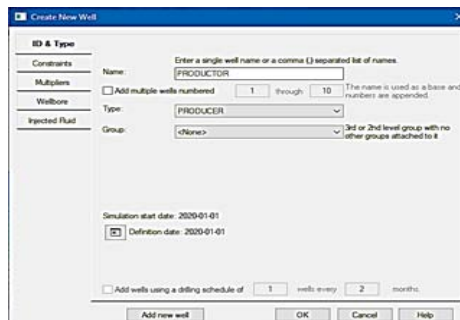 Create New Well
ID & Type
Constraints
Multipliers
Wellbore
Injected Fluid
Enter a single well name or a comma (,) separated list of names.
Name: PRODUCTOR
Add multiple wells numbered 1 through 10 The name is used as a base and numbers are appended.
Type: PRODUCER
Group: <None> 3rd or 2nd level group with no other groups attached to it
Simulation start date: 2020-01-01
Definition date: 2020-01-01
Add wells using a drilling schedule of 1 wells every 2 months.
Add new well OK Cancel Help